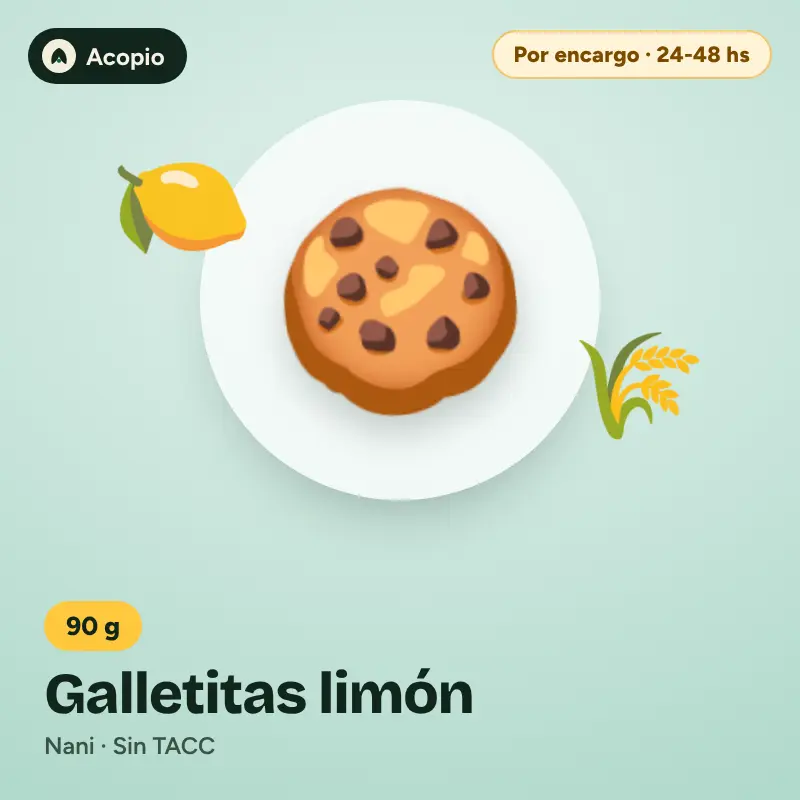 Acopio
Por encargo · 24-48 hs
90 g
Galletitas limón
Nani · Sin TACC